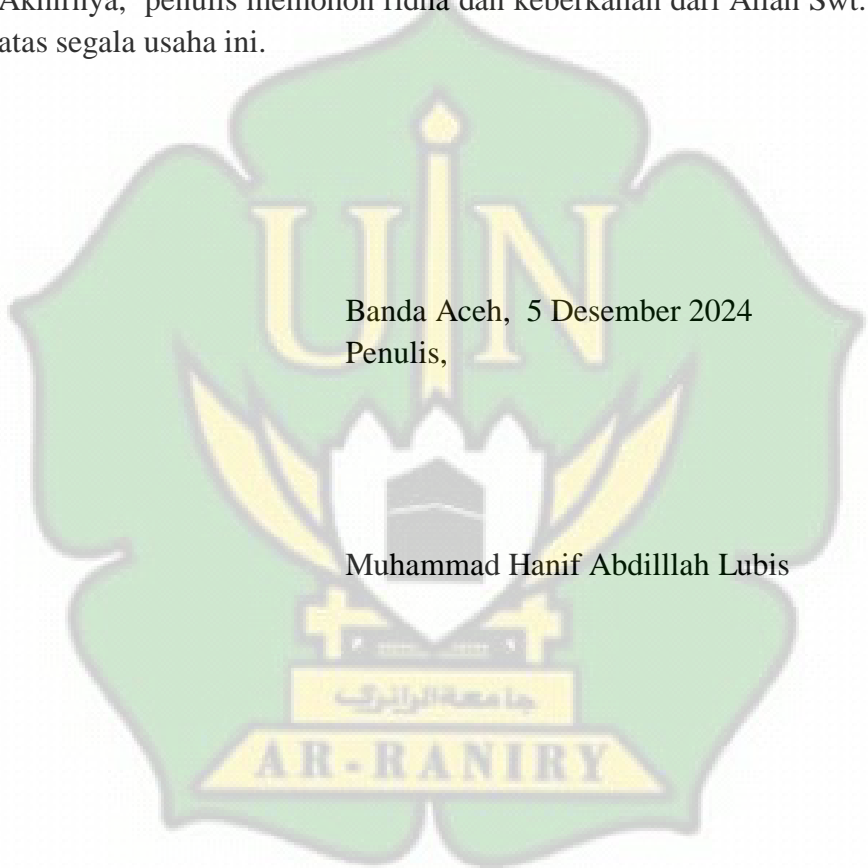 Akhirnya, penulis memohon ridha dan keberkahan dari Allah Swt.
atas segala usaha ini.
UIN
Banda Aceh, 5 Desember 2024
Penulis,
Muhammad Hanif Abdilllah Lubis
جامعة الرانري
AR-RANIRY